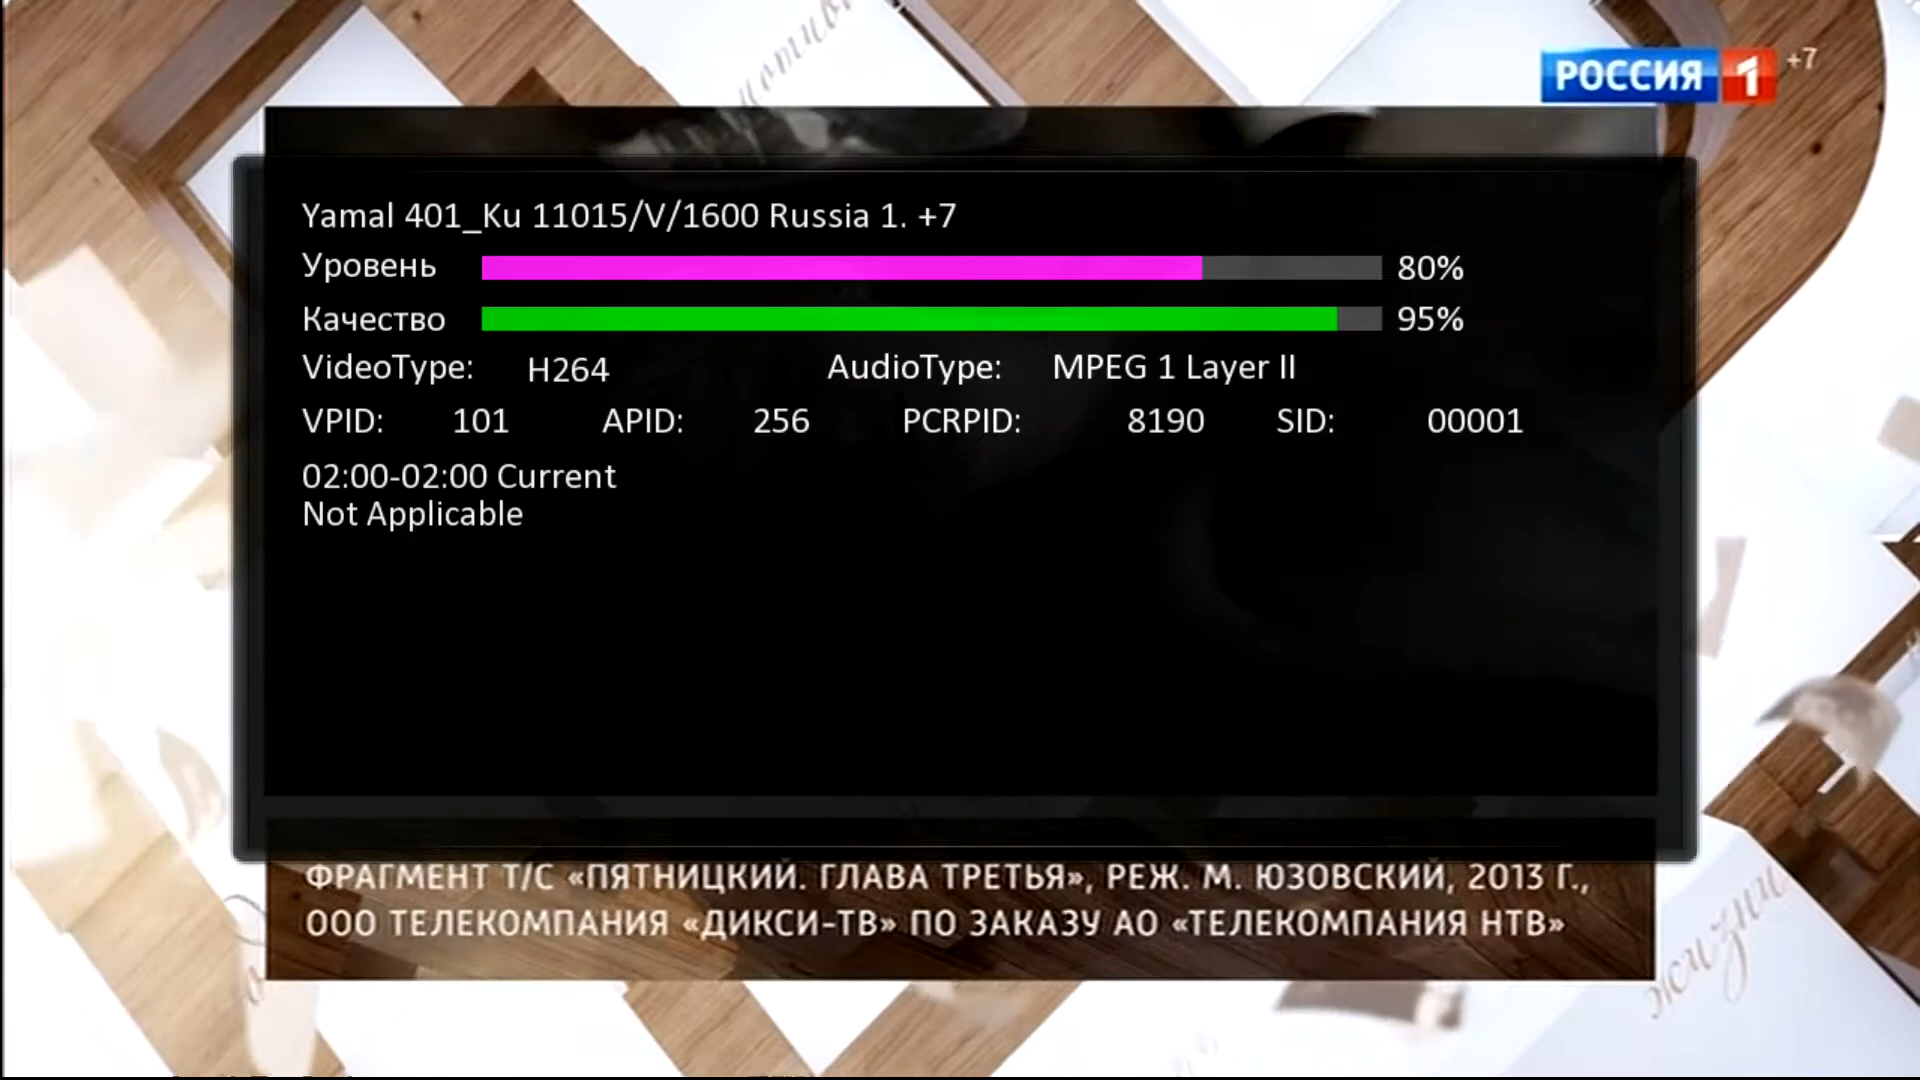 РОССИЯ 1 +7
Yamal 401_Ku 11015/V/1600 Russia 1. +7
Уровень 80%
Качество 95%
VideoType: H264 AudioType: MPEG 1 Layer II
VPID: 101 APID: 256 PCRPID: 8190 SID: 00001
02:00-02:00 Current
Not Applicable
ФРАГМЕНТ Т/С «ПЯТНИЦКИЙ. ГЛАВА ТРЕТЬЯ», РЕЖ. М. ЮЗОВСКИЙ, 2013 Г.,
ООО ТЕЛЕКОМПАНИЯ «ДИКСИ-ТВ» ПО ЗАКАЗУ АО «ТЕЛЕКОМПАНИЯ НТВ»
жизни